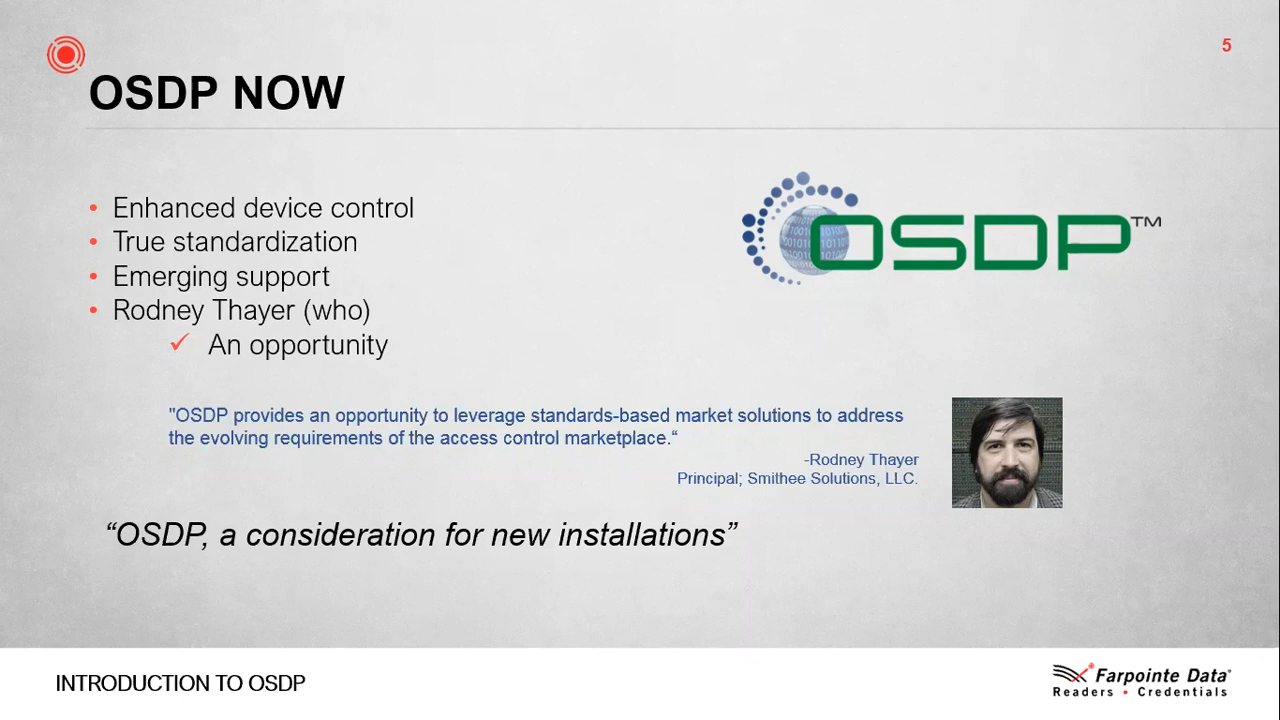 5
OSDP NOW
• Enhanced device control
• True standardization
• Emerging support
• Rodney Thayer (who)
✓ An opportunity
OSDP™
"OSDP provides an opportunity to leverage standards-based market solutions to address
the evolving requirements of the access control marketplace.“
-Rodney Thayer
Principal; Smithee Solutions, LLC.
“OSDP, a consideration for new installations”
INTRODUCTION TO OSDP
Farpointe Data
Readers • Credentials